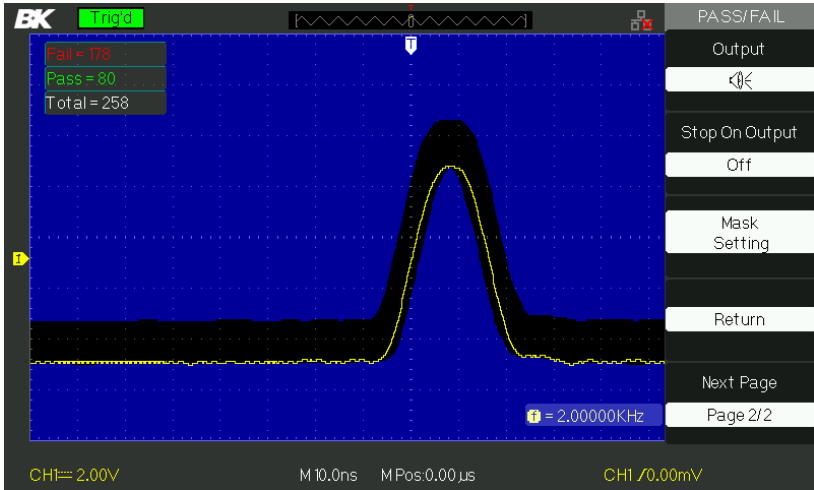 BK Trig'd T PASS/FAIL
Output
Fail = 178
Pass = 80
Total = 258
T
Stop On Output
Off
Mask
Setting
1
Return
Next Page
f = 2.00000KHz
Page 2/2
CH1 2.00V M 10.0ns M Pos:0.00µs CH1 /0.00mV